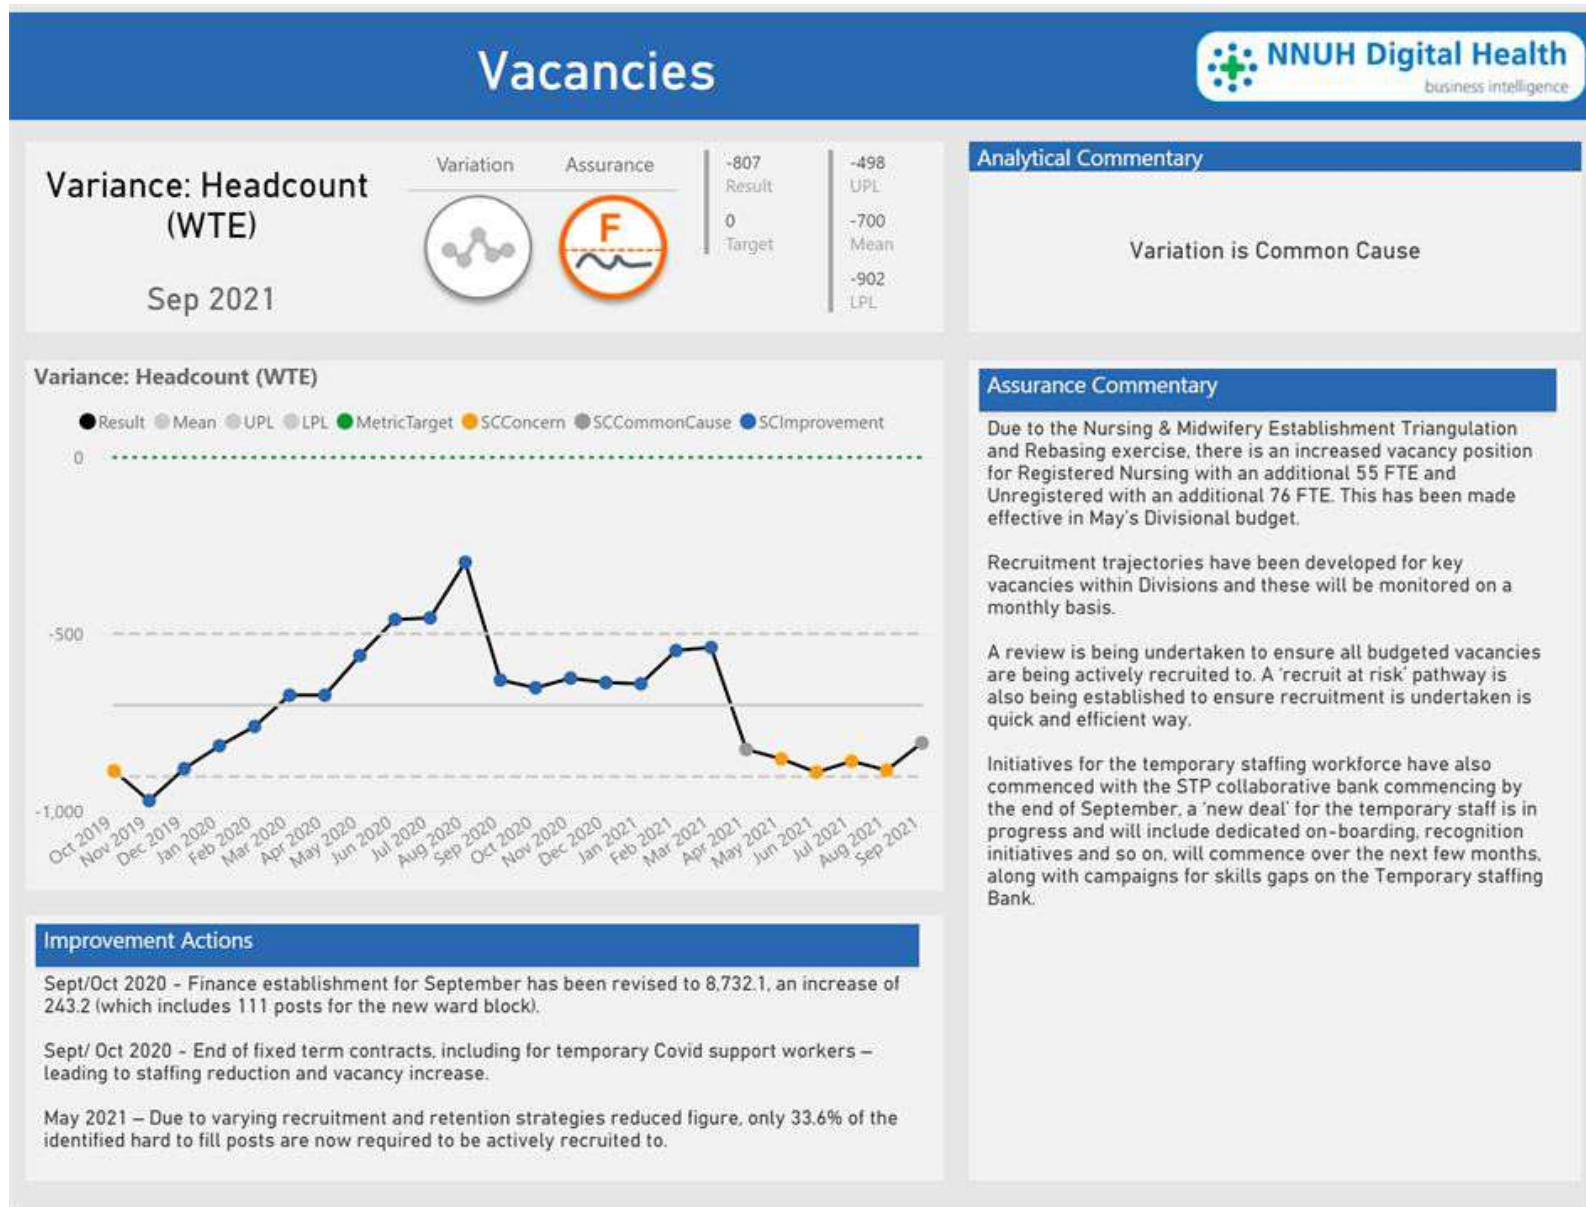 Vacancies
NNUH Digital Health
business intelligence
Variance: Headcount
(WTE)
Sep 2021
Variation
Assurance
F
-807
Result
0
Target
-498
UPL
-700
Mean
-902
LPL
Analytical Commentary
Variation is Common Cause
Variance: Headcount (WTE)
Result Mean UPL LPL MetricTarget SCConcern SCCommonCause SCImprovement
0
-500
-1,000
Oct 2019
Nov 2019
Dec 2019
Jan 2020
Feb 2020
Mar 2020
Apr 2020
May 2020
Jun 2020
Jul 2020
Aug 2020
Sep 2020
Oct 2020
Nov 2020
Dec 2020
Jan 2021
Feb 2021
Mar 2021
Apr 2021
May 2021
Jun 2021
Jul 2021
Aug 2021
Sep 2021
Assurance Commentary
Due to the Nursing & Midwifery Establishment Triangulation
and Rebasing exercise, there is an increased vacancy position
for Registered Nursing with an additional 55 FTE and
Unregistered with an additional 76 FTE. This has been made
effective in May's Divisional budget.
Recruitment trajectories have been developed for key
vacancies within Divisions and these will be monitored on a
monthly basis.
A review is being undertaken to ensure all budgeted vacancies
are being actively recruited to. A 'recruit at risk' pathway is
also being established to ensure recruitment is undertaken is
quick and efficient way.
Initiatives for the temporary staffing workforce have also
commenced with the STP collaborative bank commencing by
the end of September, a 'new deal' for the temporary staff is in
progress and will include dedicated on-boarding, recognition
initiatives and so on, will commence over the next few months,
along with campaigns for skills gaps on the Temporary staffing
Bank.
Improvement Actions
Sept/Oct 2020 - Finance establishment for September has been revised to 8,732.1, an increase of
243.2 (which includes 111 posts for the new ward block).
Sept/ Oct 2020 - End of fixed term contracts, including for temporary Covid support workers –
leading to staffing reduction and vacancy increase.
May 2021 – Due to varying recruitment and retention strategies reduced figure, only 33.6% of the
identified hard to fill posts are now required to be actively recruited to.